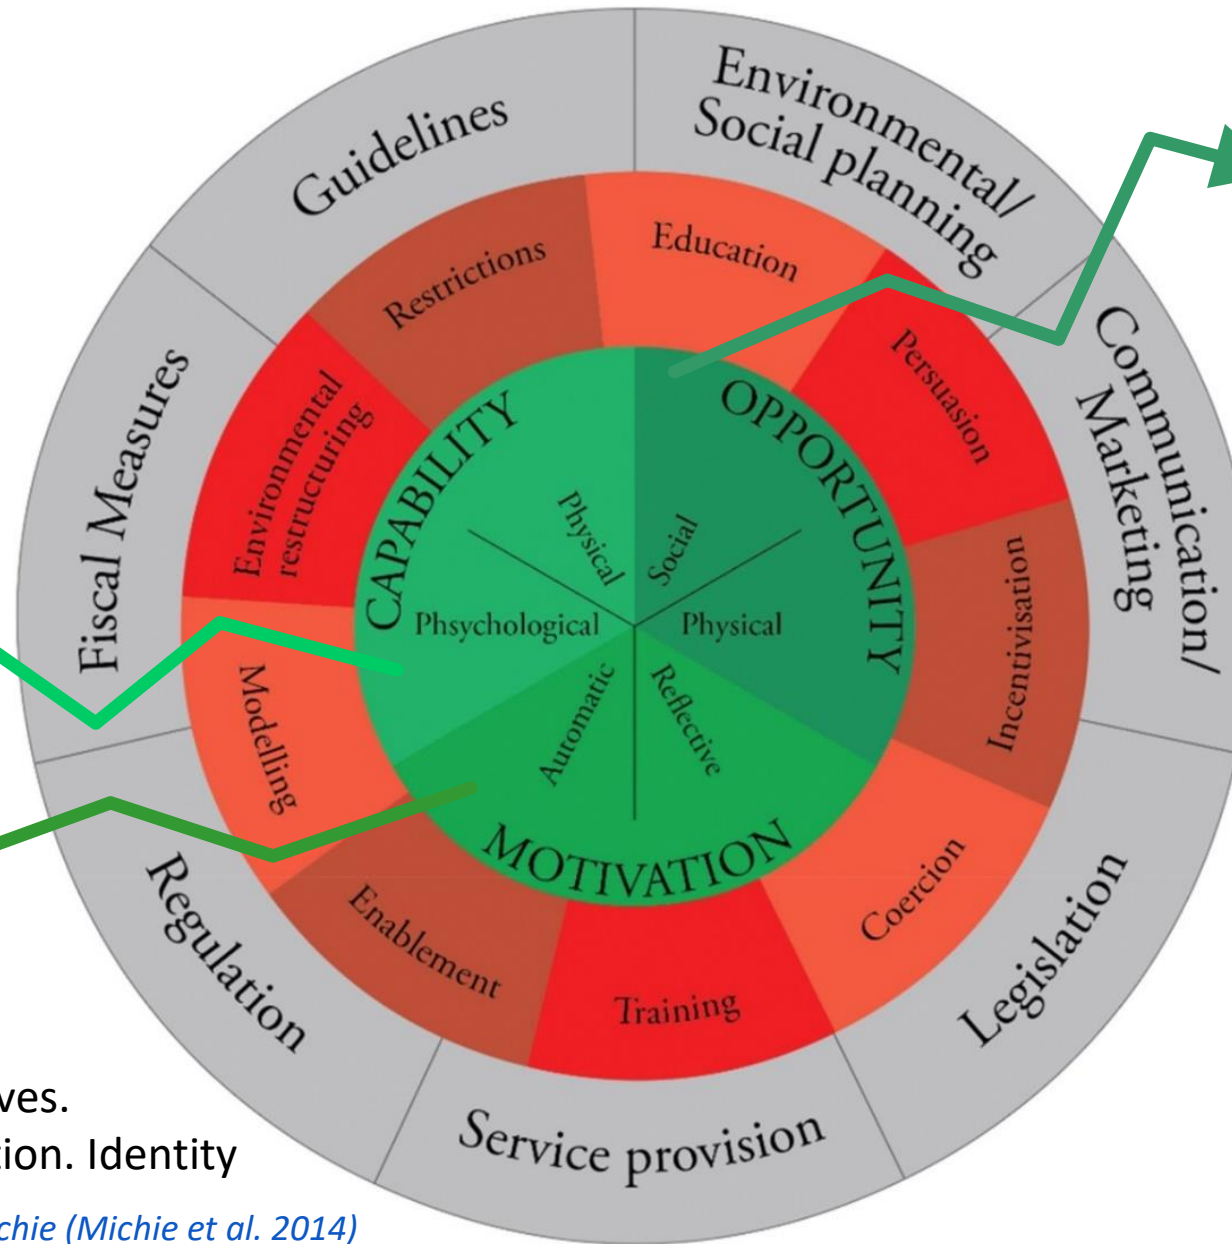 Guidelines
Environmental/
Social planning
Communication/
Marketing
Legislation
Service provision
Regulation
Fiscal Measures
Restrictions
Education
Persuasion
Incentivisation
Coercion
Training
Enablement
Modelling
Environmental
restructuring
CAPABILITY
OPPORTUNITY
MOTIVATION
Physical
Social
Phsychological
Physical
Automatic
Reflective
ves.
tion. Identity
chie (Michie et al. 2014)